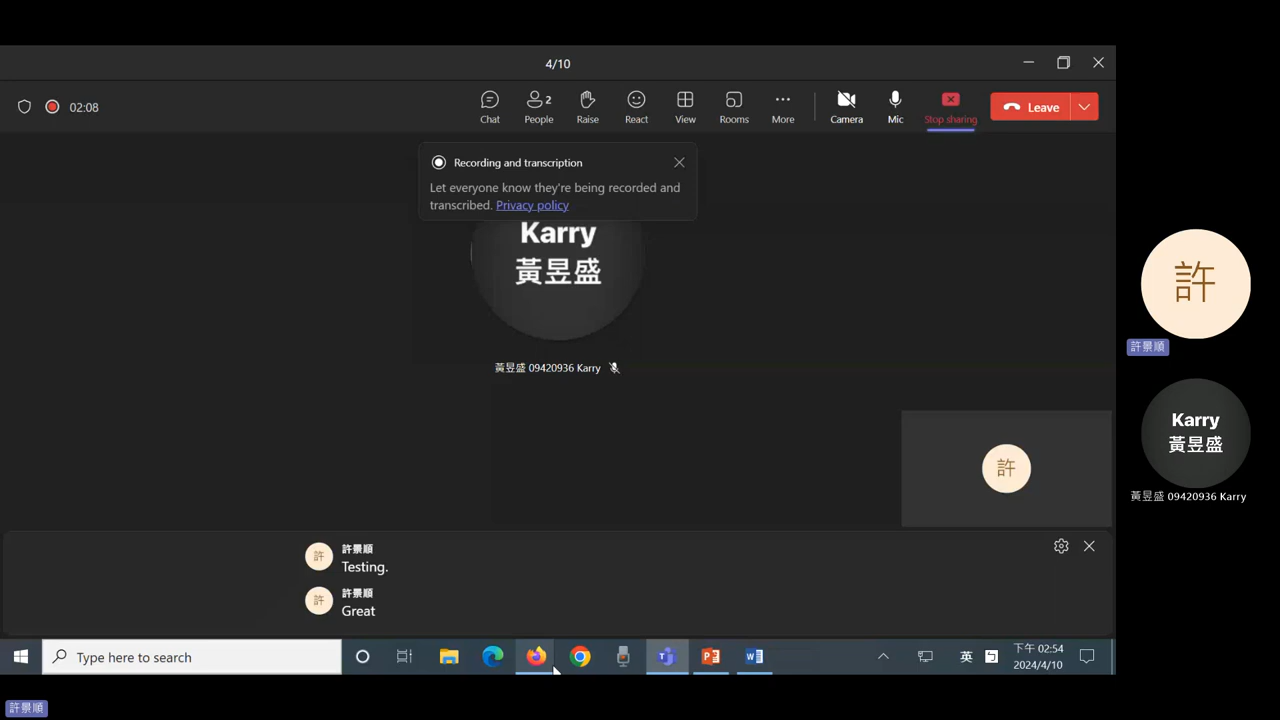 4/10
02:08
Chat
People
2
Raise
React
View
Rooms
More
Camera
Mic
Stop sharing
Leave
Recording and transcription
Let everyone know they're being recorded and
transcribed. Privacy policy
Karry
黃昱盛
黃昱盛 09420936 Karry
許
許
許景順
Karry
黃昱盛
黃昱盛 09420936 Karry
許
許景順
Testing.
許
許景順
Great
Type here to search
英
下午 02:54
2024/4/10
許景順